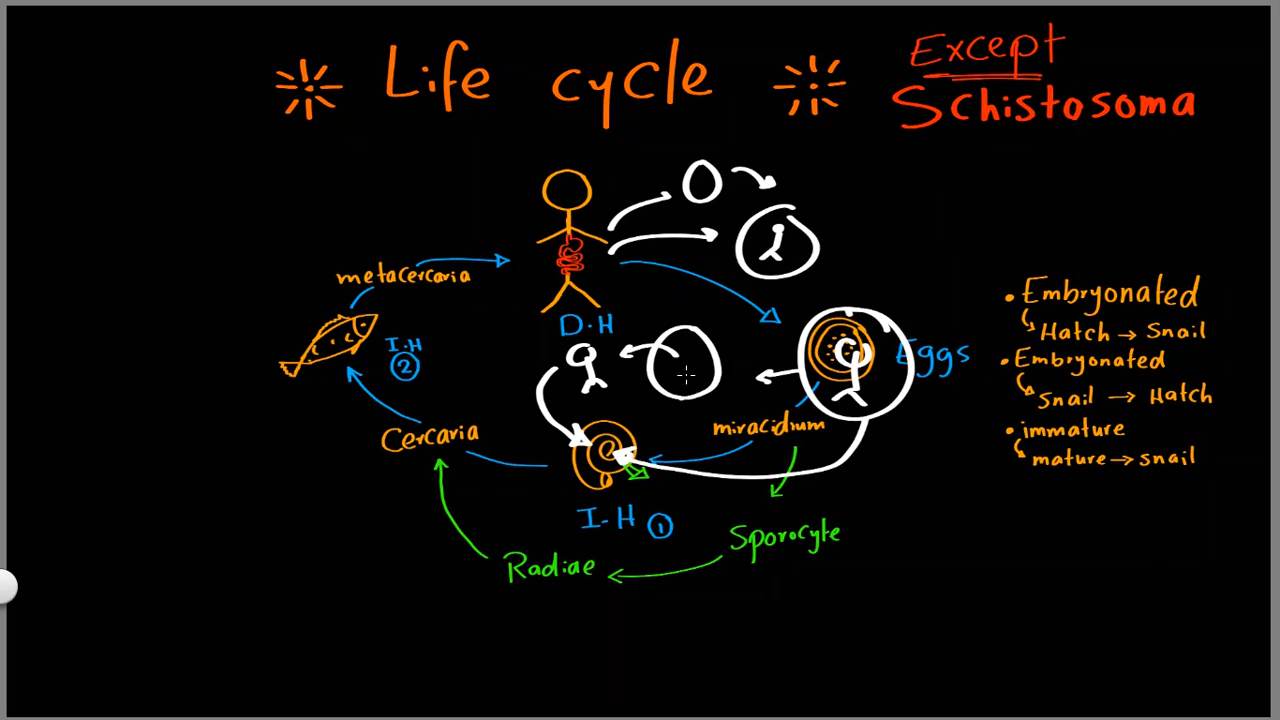 Life cycle
Except
Schistosoma
metacercaria
D.H
I.H
2
Eggs
miracidium
Cercaria
I-H 1
Sporocyte
Radiae
• Embryonated
Hatch → Snail
• Embryonated
Snail → Hatch
• immature
mature → snail